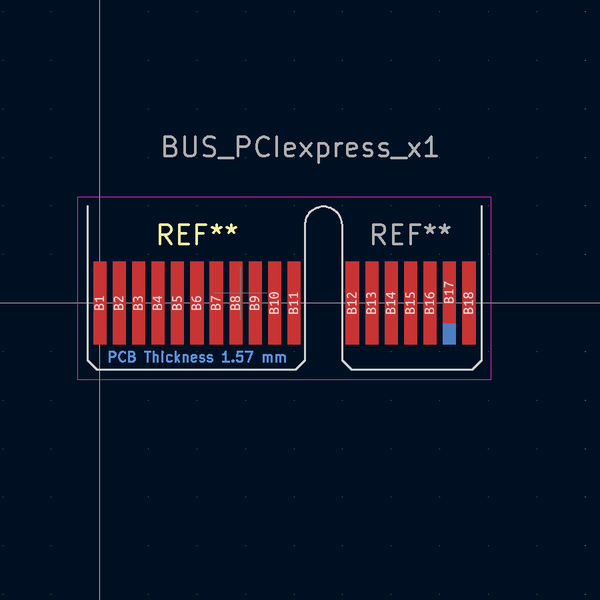 BUS_PCIexpress_x1
REF** REF**
B1 B2 B3 B4 B5 B6 B7 B8 B9 B10 B11 B12 B13 B14 B15 B16 B17 B18
PCB Thickness 1.57 mm